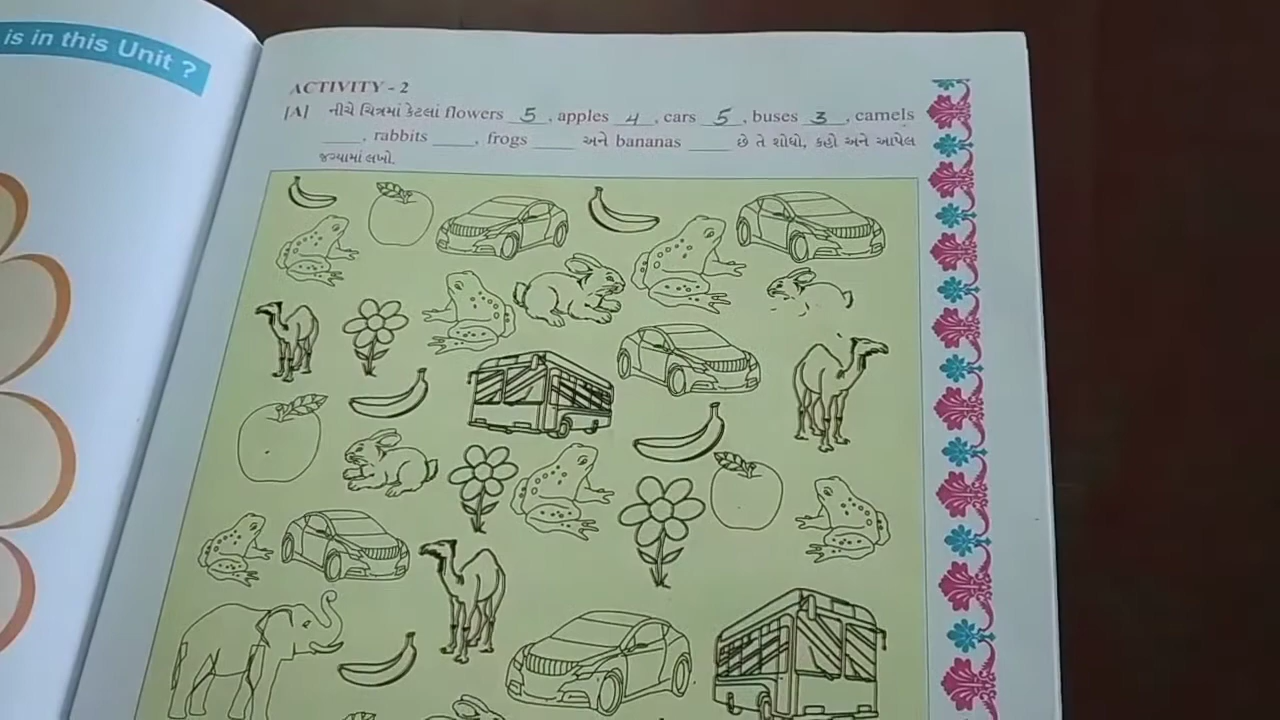 is in this Unit ?
ACTIVITY - 2
[A] નીચે ચિત્રમાં કેટલાં flowers 5 , apples 4 , cars 5 , buses 3 , camels
____, rabbits ____, frogs ____ અને bananas ____ છે તે શોધો, કહો અને આપેલ
જગ્યામાં લખો.